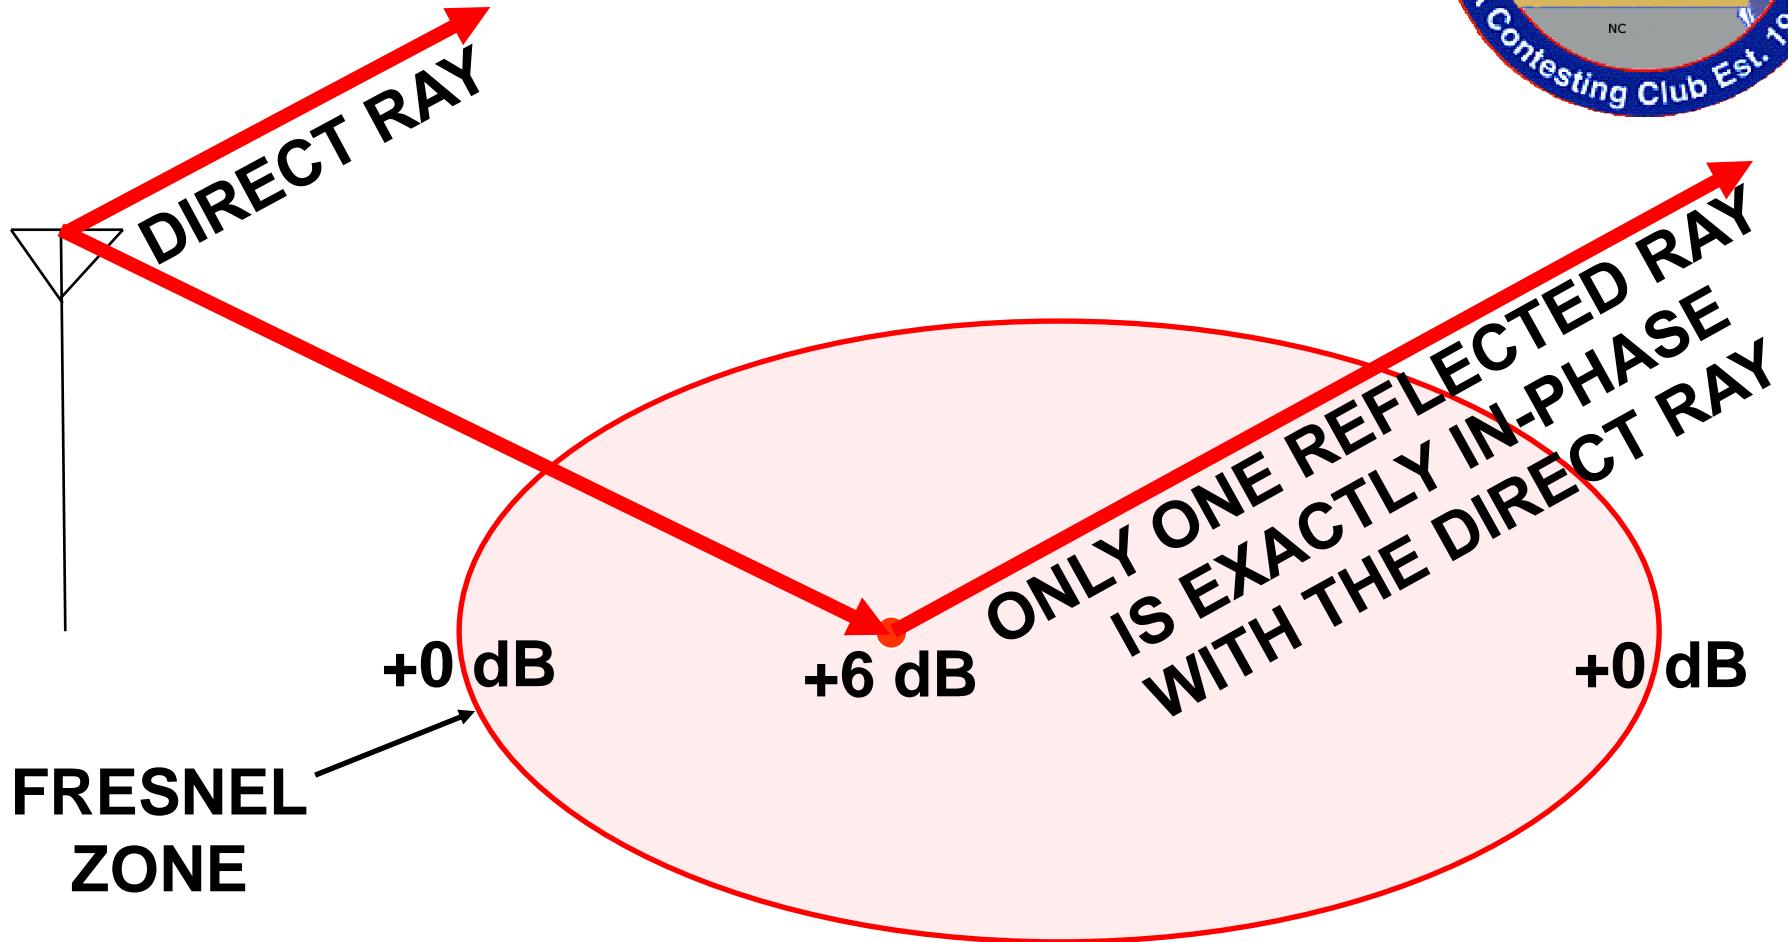 NC
Contesting Club Est.
DIRECT RAY
ONLY ONE REFLECTED RAY
IS EXACTLY IN-PHASE
WITH THE DIRECT RAY
+0 dB
+6 dB
+0 dB
FRESNEL
ZONE